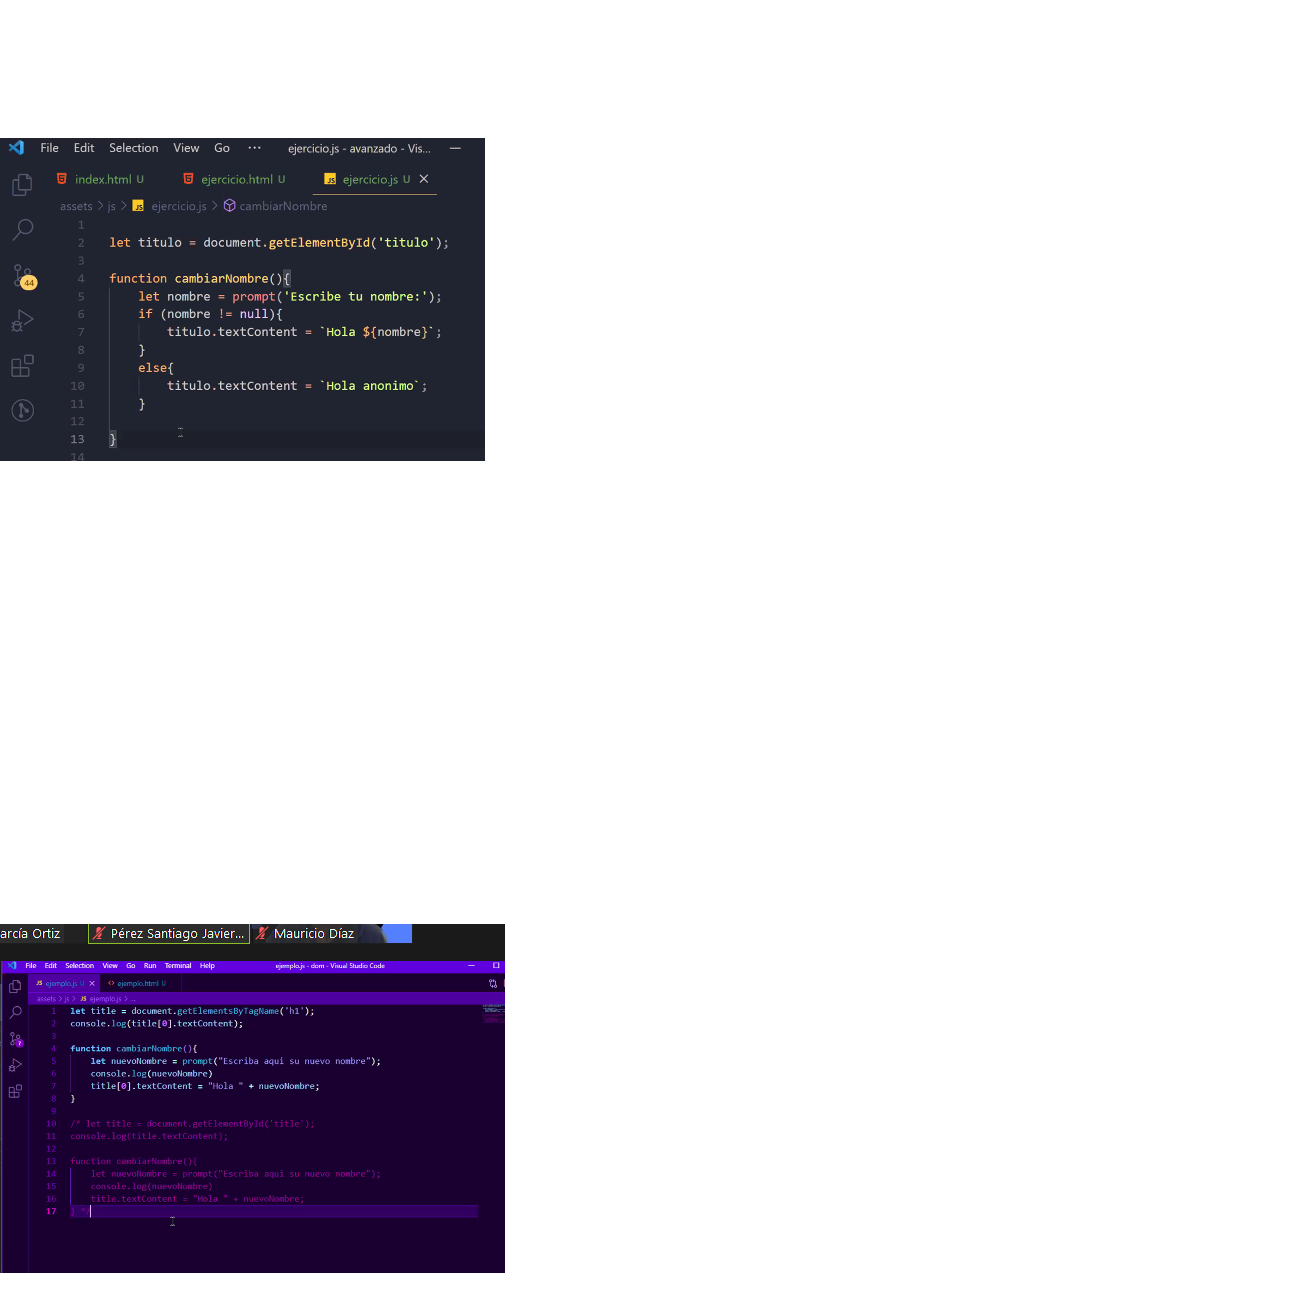 File Edit Selection View Go ··· ejercicio.js - avanzado - Vis...
index.html U ejercicio.html U JS ejercicio.js U
assets > js > JS ejercicio.js > cambiarNombre
1
2 let titulo = document.getElementById('titulo');
3
4 function cambiarNombre(){
5 let nombre = prompt('Escribe tu nombre:');
6 if (nombre != null){
7 titulo.textContent = `Hola ${nombre}`;
8 }
9 else{
10 titulo.textContent = `Hola anonimo`;
11 }
12
13 }
14
44
arcía Ortiz Pérez Santiago Javier... Mauricio Díaz
File Edit Selection View Go Run Terminal Help ejemplo.js - dom - Visual Studio Code
JS ejemplo.js U ejemplo.html U
assets > js > JS ejemplo.js > ...
1 let title = document.getElementsByTagName('h1');
2 console.log(title[0].textContent);
3
4 function cambiarNombre(){
5 let nuevoNombre = prompt("Escriba aqui su nuevo nombre");
6 console.log(nuevoNombre)
7 title[0].textContent = "Hola " + nuevoNombre;
8 }
9
10 /* let title = document.getElementById('title');
11 console.log(title.textContent);
12
13 function cambiarNombre(){
14 let nuevoNombre = prompt("Escriba aqui su nuevo nombre");
15 console.log(nuevoNombre)
16 title.textContent = "Hola " + nuevoNombre;
17 } */